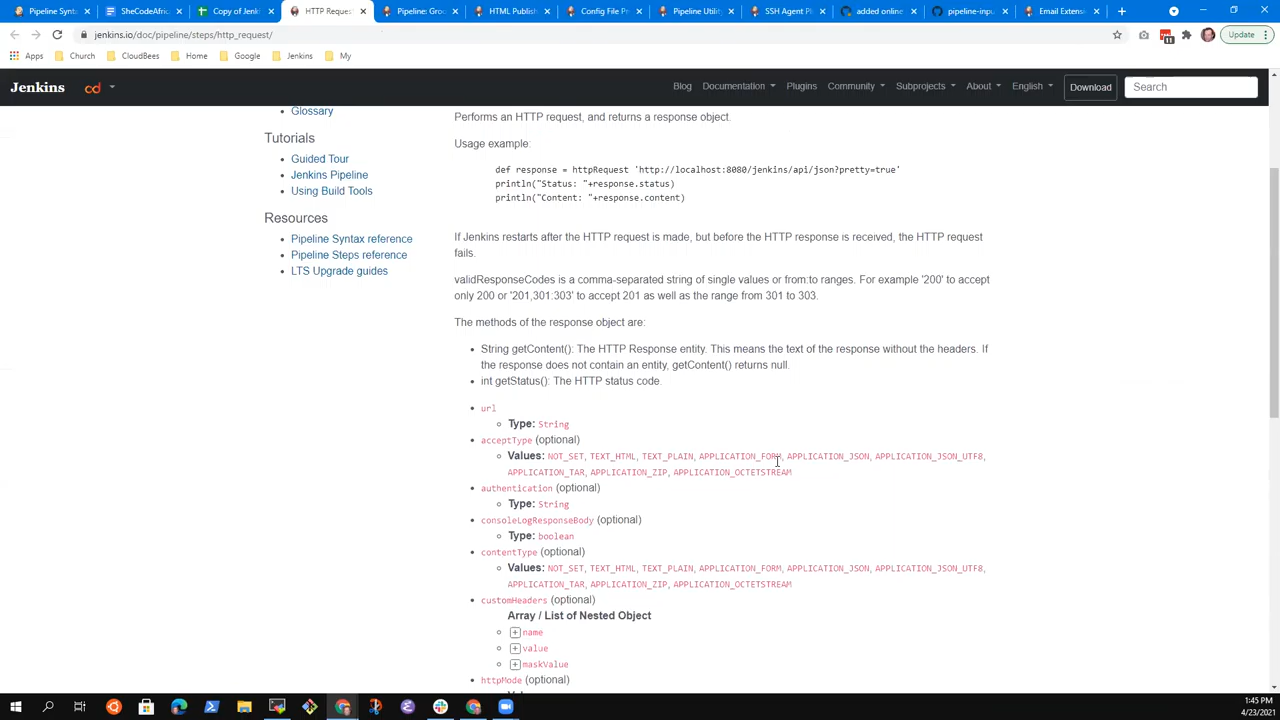 Pipeline Synta
SheCodeAfric
Copy of Jenk
HTTP Reques
Pipeline: Groo
HTML Publish
Config File Pr
Pipeline Utility
SSH Agent Pl
added online
pipeline-inpu
Email Extensi
jenkins.io/doc/pipeline/steps/http_request/
11
Update
Apps
Church
CloudBees
Home
Google
Jenkins
My
Jenkins
cd
Blog
Documentation
Plugins
Community
Subprojects
About
English
Download
Search
Glossary
Tutorials
Guided Tour
Jenkins Pipeline
Using Build Tools
Resources
Pipeline Syntax reference
Pipeline Steps reference
LTS Upgrade guides
Performs an HTTP request, and returns a response object.
Usage example:
def response = httpRequest 'http://localhost:8080/jenkins/api/json?pretty=true'
println("Status: "+response.status)
println("Content: "+response.content)
If Jenkins restarts after the HTTP request is made, but before the HTTP response is received, the HTTP request
fails.
validResponseCodes is a comma-separated string of single values or from:to ranges. For example '200' to accept
only 200 or '201,301:303' to accept 201 as well as the range from 301 to 303.
The methods of the response object are:
String getContent(): The HTTP Response entity. This means the text of the response without the headers. If
the response does not contain an entity, getContent() returns null.
int getStatus(): The HTTP status code.
url
Type: String
acceptType (optional)
Values: NOT_SET, TEXT_HTML, TEXT_PLAIN, APPLICATION_FORM, APPLICATION_JSON, APPLICATION_JSON_UTF8,
APPLICATION_TAR, APPLICATION_ZIP, APPLICATION_OCTETSTREAM
authentication (optional)
Type: String
consoleLogResponseBody (optional)
Type: boolean
contentType (optional)
Values: NOT_SET, TEXT_HTML, TEXT_PLAIN, APPLICATION_FORM, APPLICATION_JSON, APPLICATION_JSON_UTF8,
APPLICATION_TAR, APPLICATION_ZIP, APPLICATION_OCTETSTREAM
customHeaders (optional)
Array / List of Nested Object
name
value
maskValue
httpMode (optional)
1:45 PM
4/23/2021